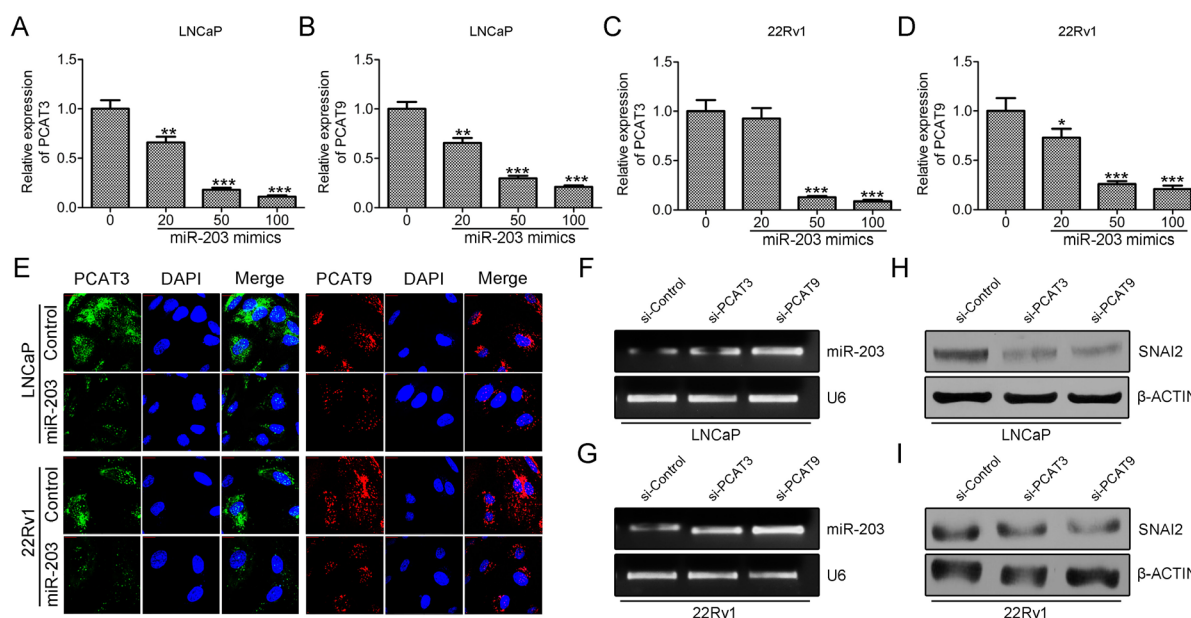 A
LNCaP
Relative expression
of PCAT3
1.5
1.0
0.5
0.0
**
***
***
0
20
50
100
miR-203 mimics
B
LNCaP
Relative expression
of PCAT9
1.5
1.0
0.5
0.0
**
***
***
0
20
50
100
miR-203 mimics
C
22Rv1
Relative expression
of PCAT3
1.5
1.0
0.5
0.0
***
***
0
20
50
100
miR-203 mimics
D
22Rv1
Relative expression
of PCAT9
1.5
1.0
0.5
0.0
*
***
***
0
20
50
100
miR-203 mimics
E
PCAT3 DAPI Merge PCAT9 DAPI Merge
LNCaP
Control
miR-203
22Rv1
Control
miR-203
F
si-Control
si-PCAT3
si-PCAT9
miR-203
U6
LNCaP
G
si-Control
si-PCAT3
si-PCAT9
miR-203
U6
22Rv1
H
si-Control
si-PCAT3
si-PCAT9
SNAI2
β-ACTIN
LNCaP
I
si-Control
si-PCAT3
si-PCAT9
SNAI2
β-ACTIN
22Rv1